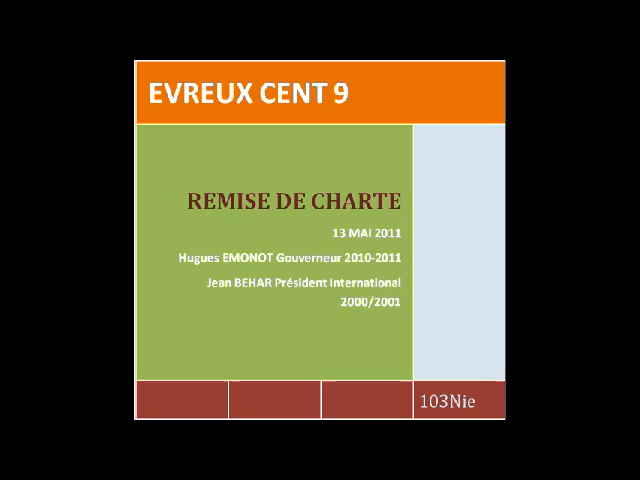 EVREUX CENT 9
REMISE DE CHARTE
13 MAI 2011
Hugues EMONOT Gouverneur 2010-2011
Jean BEHAR Président International
2000/2001
103Nie